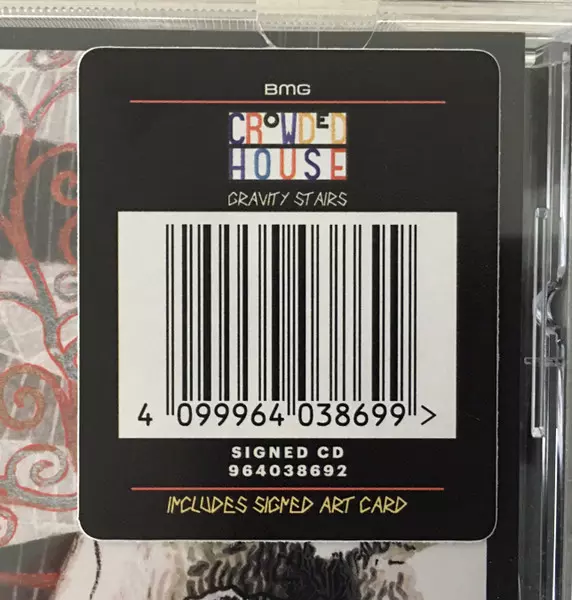 BMG
CROWDED
HOUSE
GRAVITY STAIRS
4 099964 038699 >
SIGNED CD
964038692
INCLUDES SIGNED ART CARD